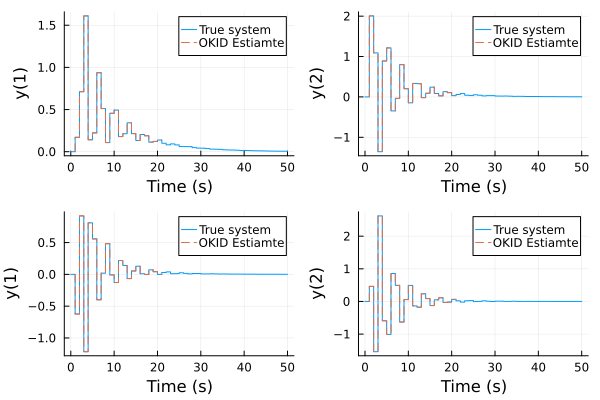 True system
OKID Estiamte
y(1)
1.5
1.0
0.5
0.0
0 10 20 30 40 50
Time (s)
True system
OKID Estiamte
y(2)
2
1
0
−1
0 10 20 30 40 50
Time (s)
True system
OKID Estiamte
y(1)
0.5
0.0
−0.5
−1.0
0 10 20 30 40 50
Time (s)
True system
OKID Estiamte
y(2)
2
1
0
−1
0 10 20 30 40 50
Time (s)